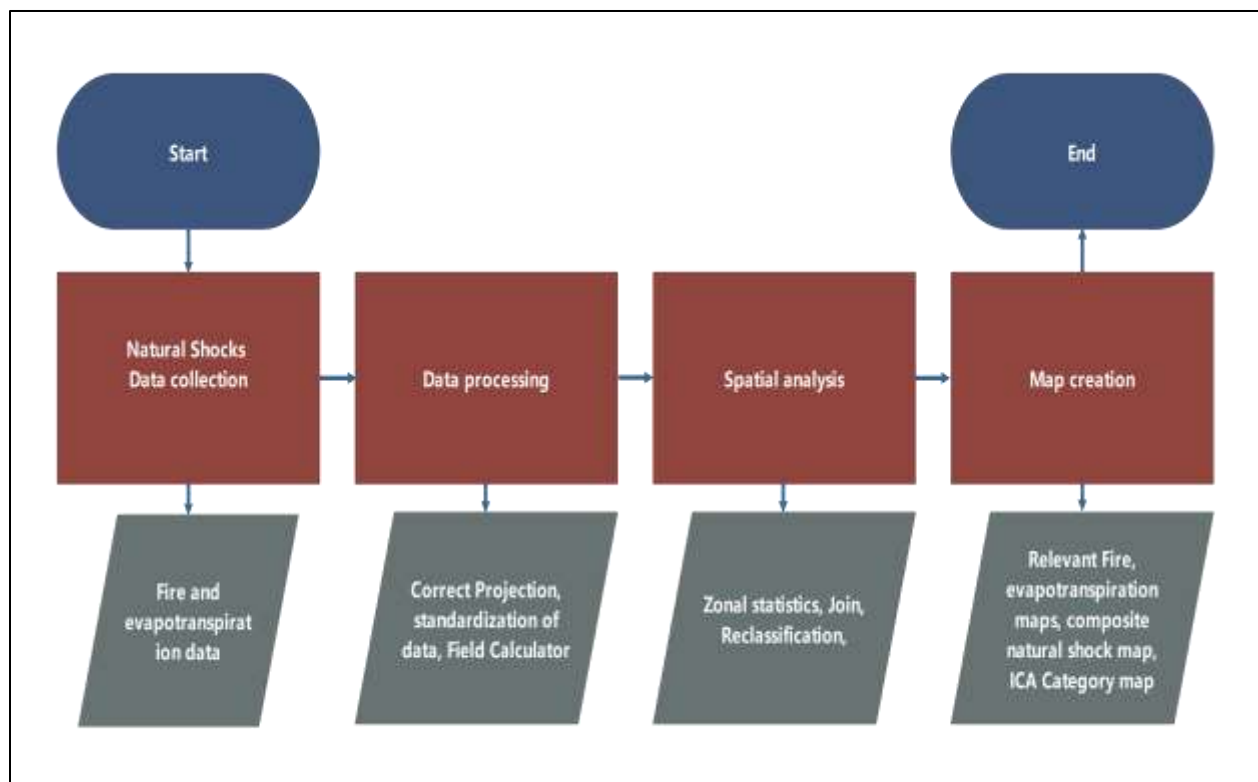 Start
End
Natural Shocks
Data collection
Data processing
Spatial analysis
Map creation
Fire and
evapotranspirat
ion data
Correct Projection,
standardization of
data, Field Calculator
Zonal statistics, Join,
Reclassification,
Relevant Fire,
evapotranspiration
maps, composite
natural shock map,
ICA Category map